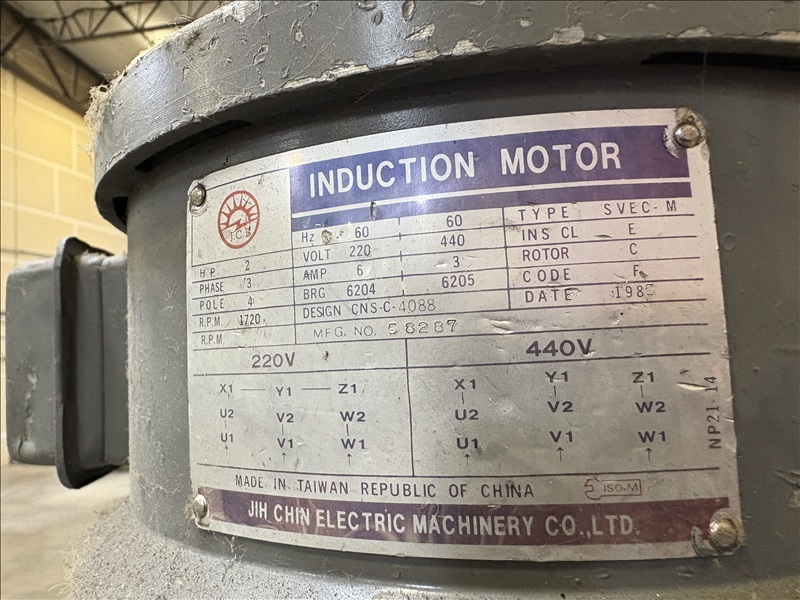 INDUCTION MOTOR
J.C.E
H.P. 2
PHASE 3
POLE 4
R.P.M. 1720
R.P.M.
Hz 60 60
VOLT 220 440
AMP 6 3
BRG 6204 6205
TYPE SVEC-M
INS CL E
ROTOR C
CODE F
DATE
DESIGN CNS-C-4088
MFG. NO. 58287
220V
X1 Y1 Z1
U2 V2 W2
U1 V1 W1
440V
X1 Y1 Z1
U2 V2 W2
U1 V1 W1
NP21 14
MADE IN TAIWAN REPUBLIC OF CHINA
ISO-M
JIH CHIN ELECTRIC MACHINERY CO.,LTD.